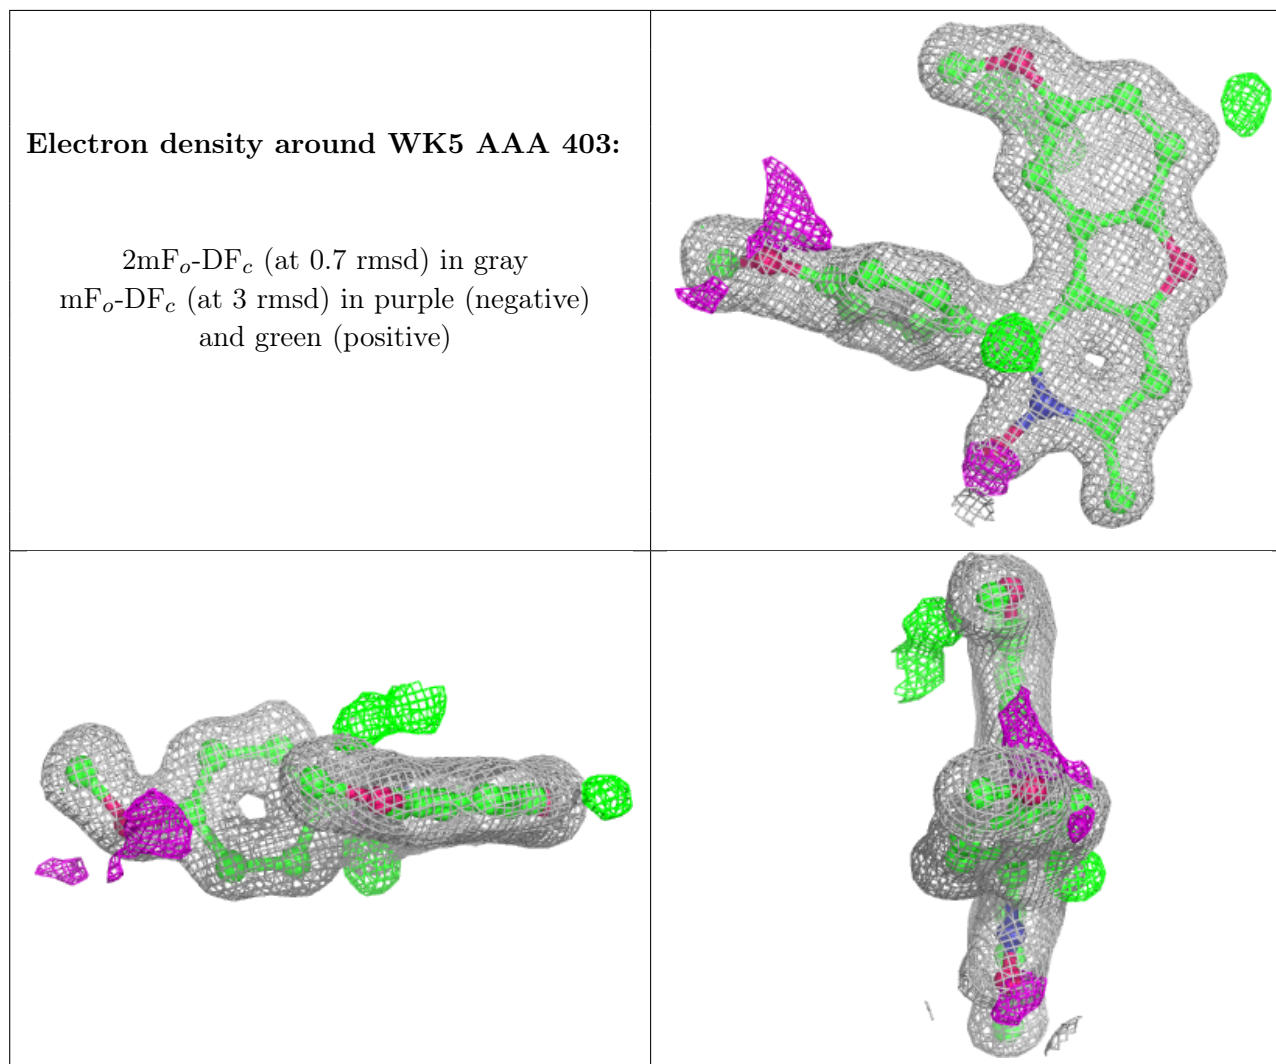 Electron density around WK5 AAA 403:
2mFo-DFc (at 0.7 rmsd) in gray
mFo-DFc (at 3 rmsd) in purple (negative)
and green (positive)